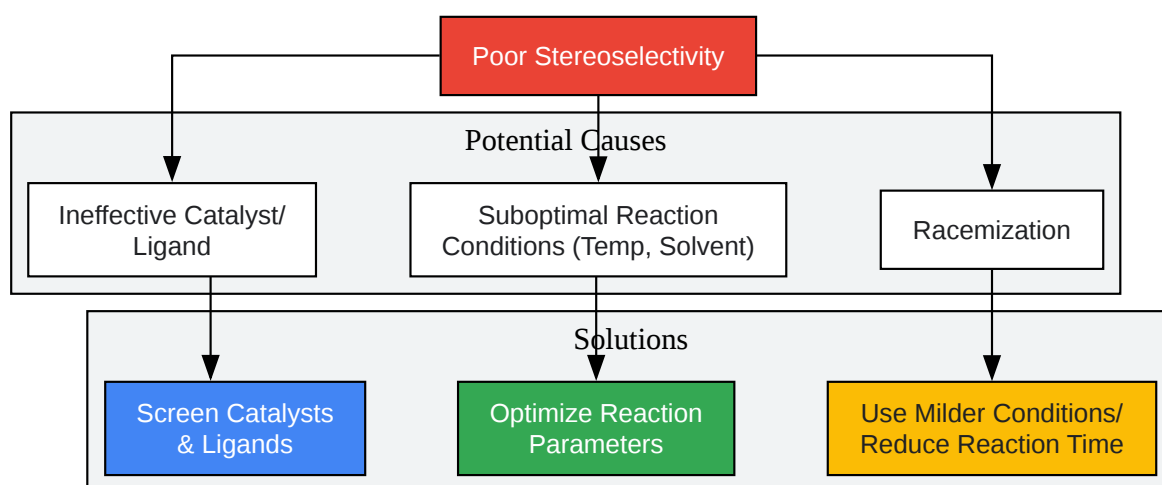 Poor Stereoselectivity
Potential Causes
Ineffective Catalyst/
Ligand
Suboptimal Reaction
Conditions (Temp, Solvent)
Racemization
Solutions
Screen Catalysts
& Ligands
Optimize Reaction
Parameters
Use Milder Conditions/
Reduce Reaction Time